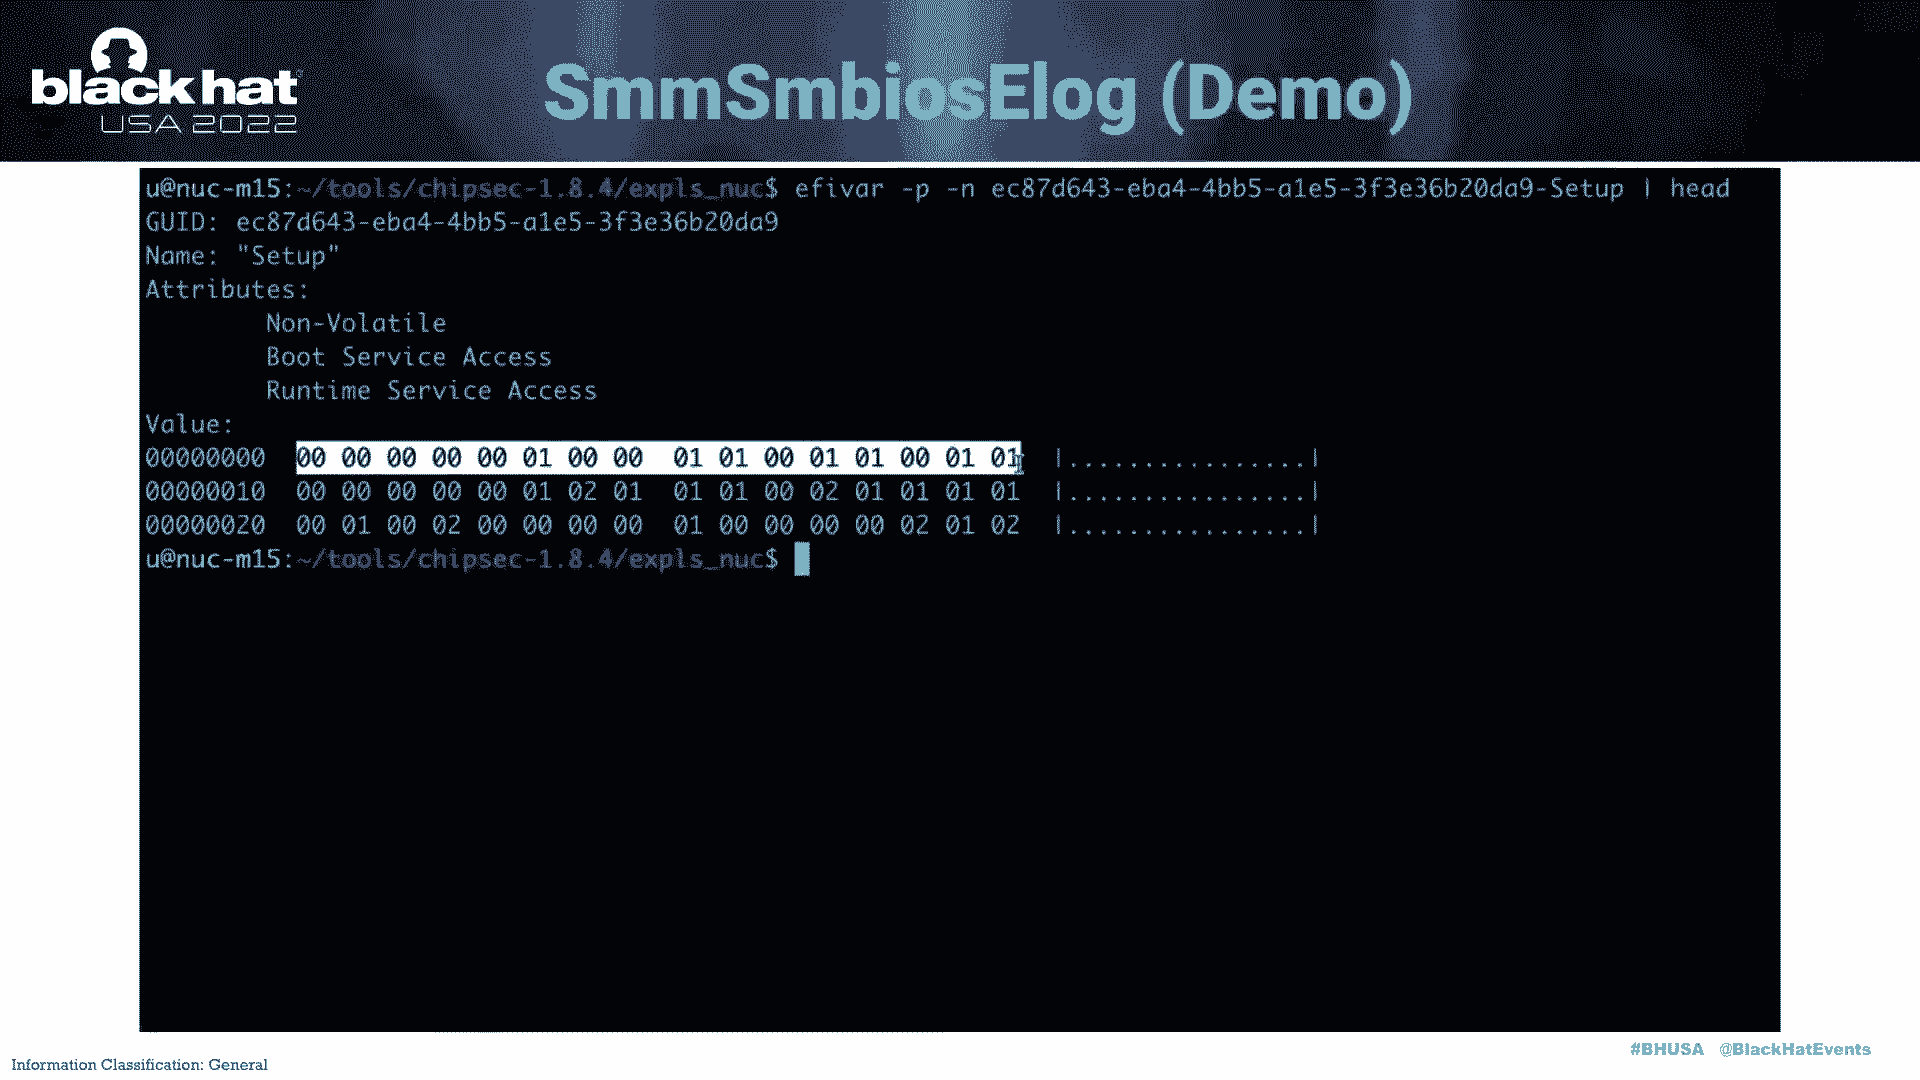 black hat
USA 2022
SmmSmbiosElog (Demo)
u@nuc-m15:~/tools/chipsec-1.8.4/expls_nuc$ efivar -p -n ec87d643-eba4-4bb5-a1e5-3f3e36b20da9-Setup | head
GUID: ec87d643-eba4-4bb5-a1e5-3f3e36b20da9
Name: "Setup"
Attributes:
Non-Volatile
Boot Service Access
Runtime Service Access
Value:
00000000  00 00 00 00 00 01 00 00  01 01 00 01 01 00 01 01  |................|
00000010  00 00 00 00 00 01 02 01  01 01 00 02 01 01 01 01  |................|
00000020  00 01 00 02 00 00 00 00  01 00 00 00 00 02 01 02  |................|
u@nuc-m15:~/tools/chipsec-1.8.4/expls_nuc$
Information Classification: General
#BHUSA @BlackHatEvents